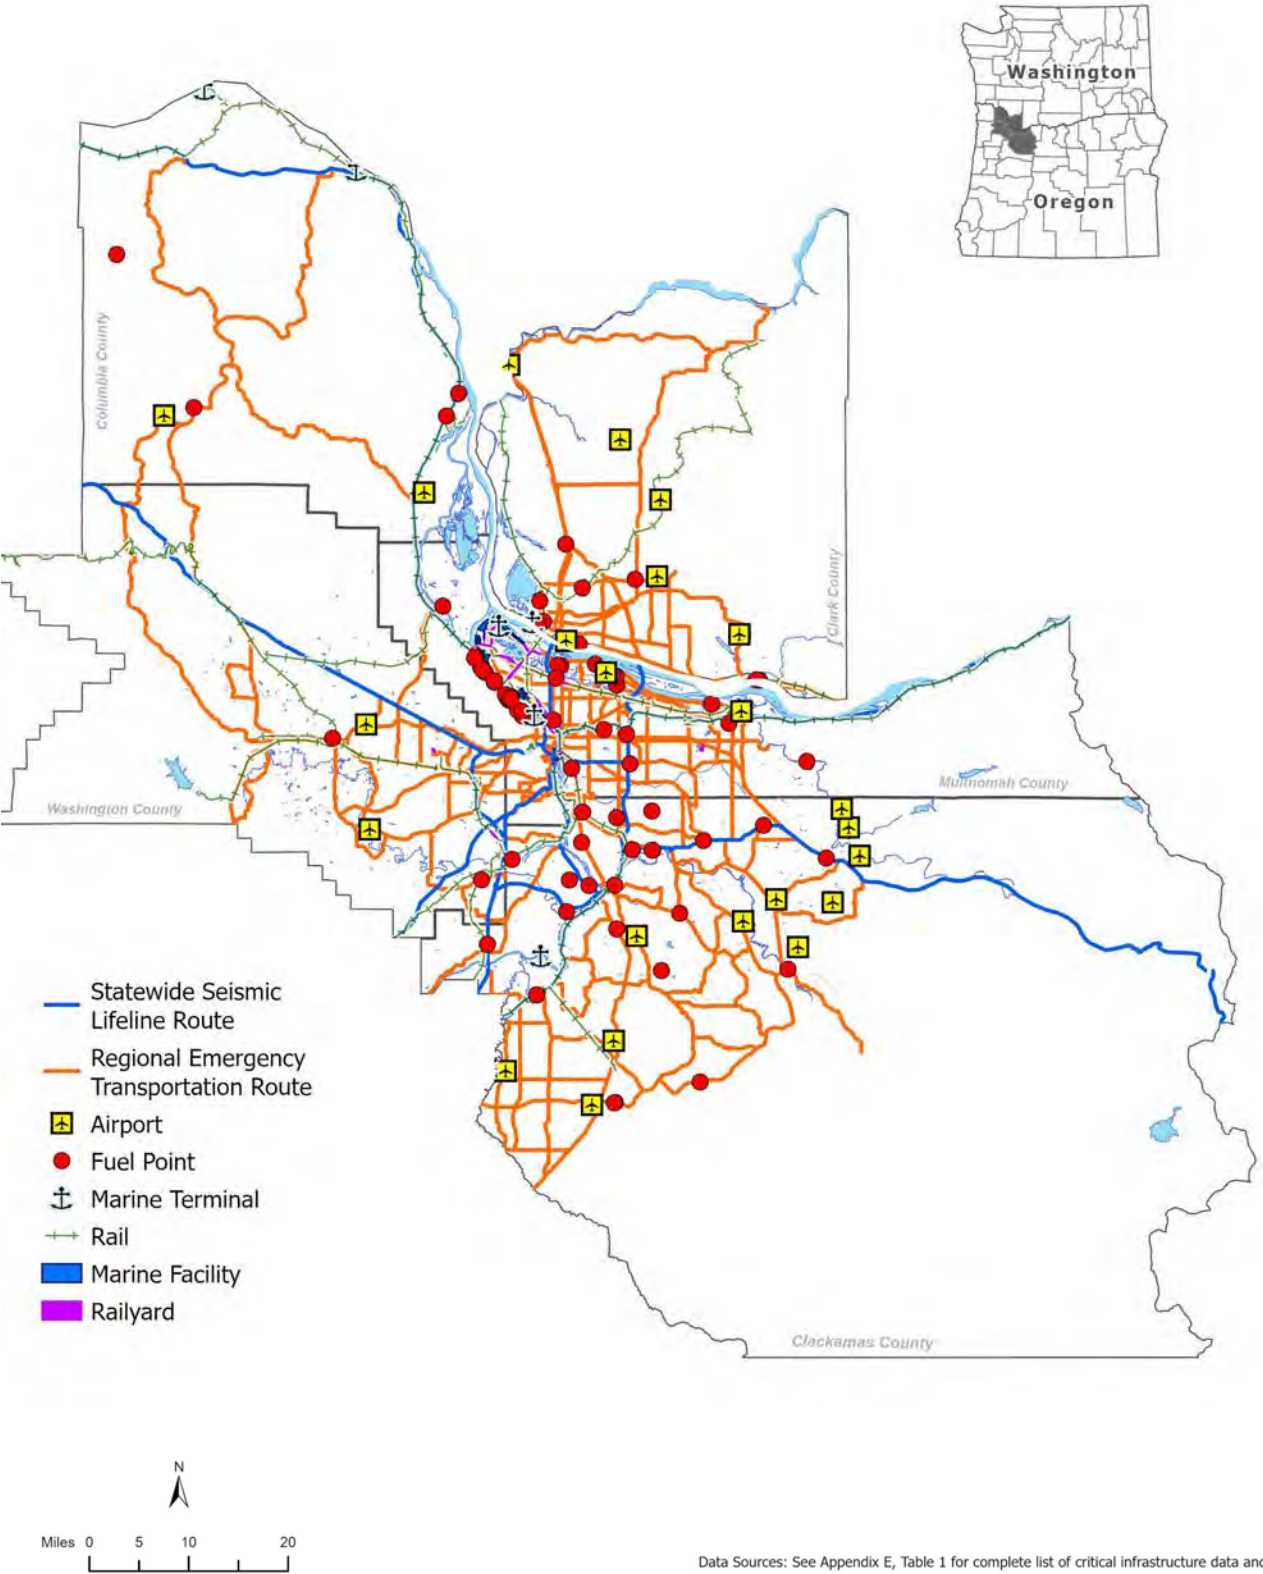 Washington
Oregon
Columbia County
Clark County
Multnomah County
Washington County
Statewide Seismic
Lifeline Route
Regional Emergency
Transportation Route
Airport
Fuel Point
Marine Terminal
Rail
Marine Facility
Railyard
Clackamas County
N
Miles 0 5 10 20
Data Sources: See Appendix E, Table 1 for complete list of critical infrastructure data and